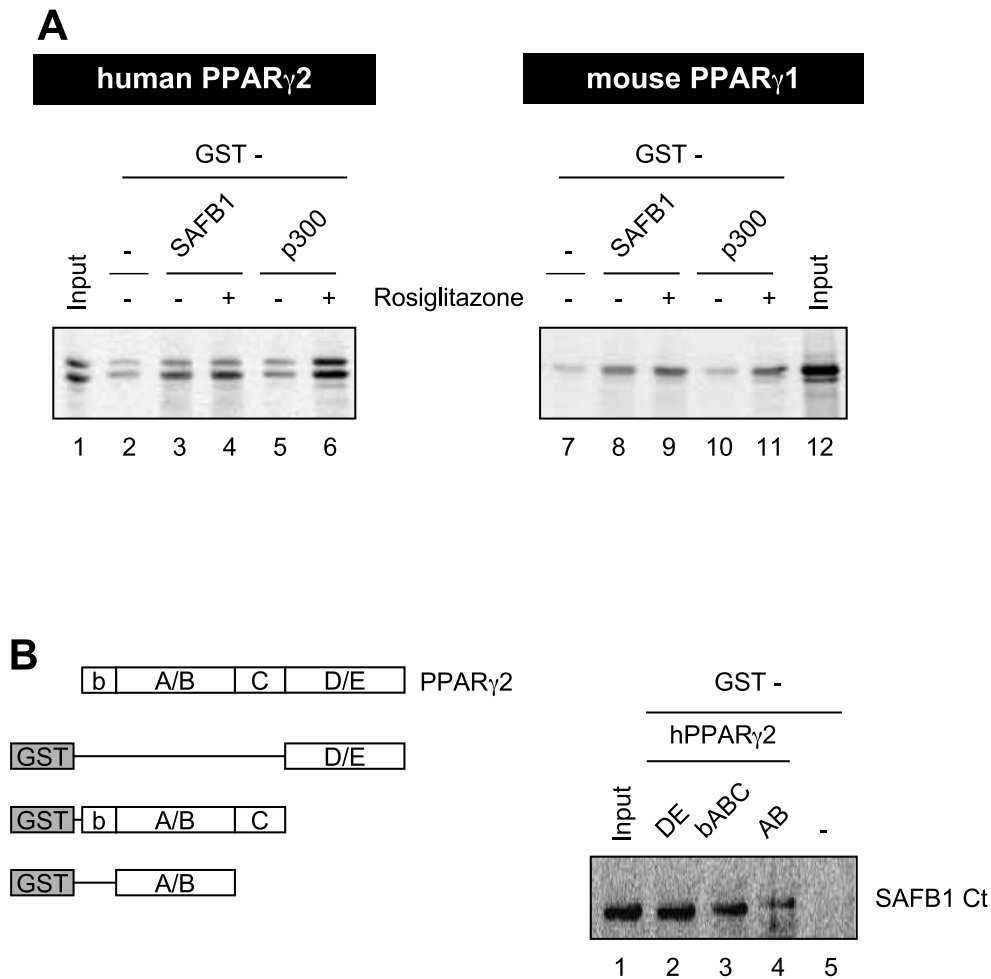 A
human PPARγ2
mouse PPARγ1
GST -
GST -
Input
-
SAFB1
p300
-
SAFB1
p300
Input
- - + - +
Rosiglitazone
- - + - +
1 2 3 4 5 6
7 8 9 10 11 12
B
b A/B C D/E PPARγ2
GST D/E
GST b A/B C
GST A/B
GST -
hPPARγ2
Input DE bABC AB -
SAFB1 Ct
1 2 3 4 5